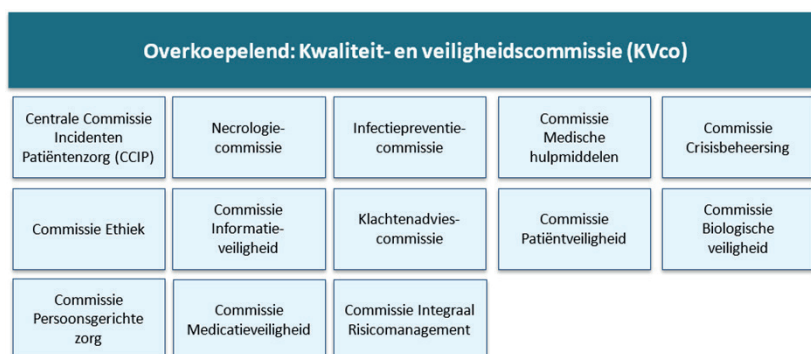 Overkoepelend: Kwaliteit- en veiligheidscommissie (KVco)
Centrale Commissie
Incidenten
Patiëntenzorg (CCIP)
Necrologie-
commissie
Infectiepreventie-
commissie
Commissie
Medische
hulpmiddelen
Commissie
Crisisbeheersing
Commissie Ethiek
Commissie
Informatie-
veiligheid
Klachtenadvies-
commissie
Commissie
Patiëntveiligheid
Commissie
Biologische
veiligheid
Commissie
Persoonsgerichte
zorg
Commissie
Medicatieveiligheid
Commissie Integraal
Risicomanagement